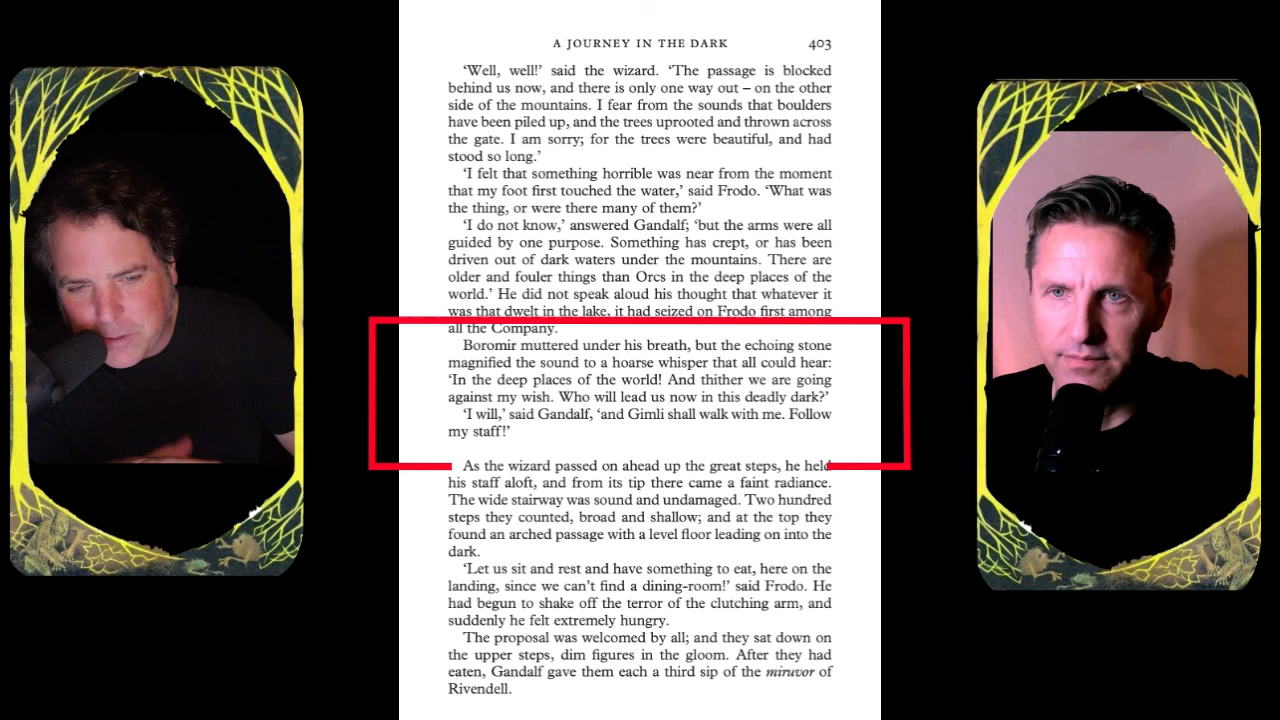 A JOURNEY IN THE DARK 403
‘Well, well!’ said the wizard. ‘The passage is blocked
behind us now, and there is only one way out – on the other
side of the mountains. I fear from the sounds that boulders
have been piled up, and the trees uprooted and thrown across
the gate. I am sorry; for the trees were beautiful, and had
stood so long.’
‘I felt that something horrible was near from the moment
that my foot first touched the water,’ said Frodo. ‘What was
the thing, or were there many of them?’
‘I do not know,’ answered Gandalf; ‘but the arms were all
guided by one purpose. Something has crept, or has been
driven out of dark waters under the mountains. There are
older and fouler things than Orcs in the deep places of the
world.’ He did not speak aloud his thought that whatever it
was that dwelt in the lake, it had seized on Frodo first among
all the Company.
Boromir muttered under his breath, but the echoing stone
magnified the sound to a hoarse whisper that all could hear:
‘In the deep places of the world! And thither we are going
against my wish. Who will lead us now in this deadly dark?’
‘I will,’ said Gandalf, ‘and Gimli shall walk with me. Follow
my staff!’
As the wizard passed on ahead up the great steps, he held
his staff aloft, and from its tip there came a faint radiance.
The wide stairway was sound and undamaged. Two hundred
steps they counted, broad and shallow; and at the top they
found an arched passage with a level floor leading on into the
dark.
‘Let us sit and rest and have something to eat, here on the
landing, since we can’t find a dining-room!’ said Frodo. He
had begun to shake off the terror of the clutching arm, and
suddenly he felt extremely hungry.
The proposal was welcomed by all; and they sat down on
the upper steps, dim figures in the gloom. After they had
eaten, Gandalf gave them each a third sip of the miruvor of
Rivendell.